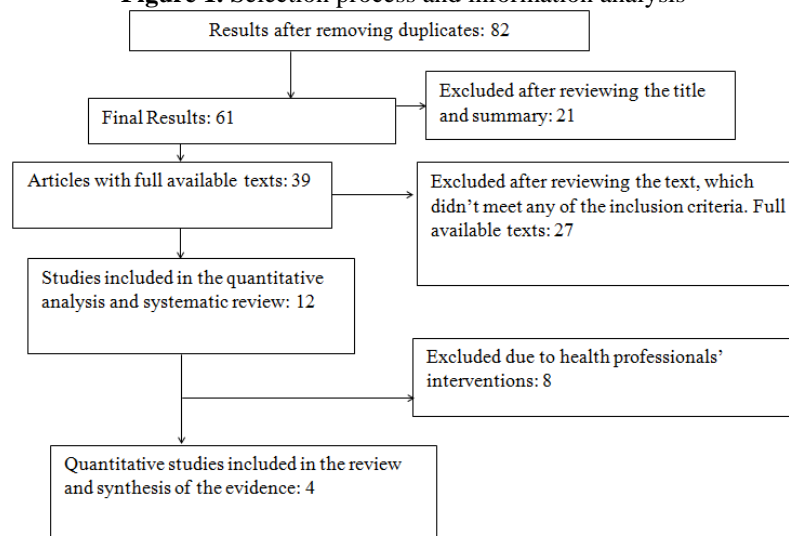 Figure 1. Selection process and information analysis
Results after removing duplicates: 82
Excluded after reviewing the title
and summary: 21
Final Results: 61
Articles with full available texts: 39
Excluded after reviewing the text, which
didn’t meet any of the inclusion criteria. Full
available texts: 27
Studies included in the quantitative
analysis and systematic review: 12
Excluded due to health professionals’
interventions: 8
Quantitative studies included in the review
and synthesis of the evidence: 4